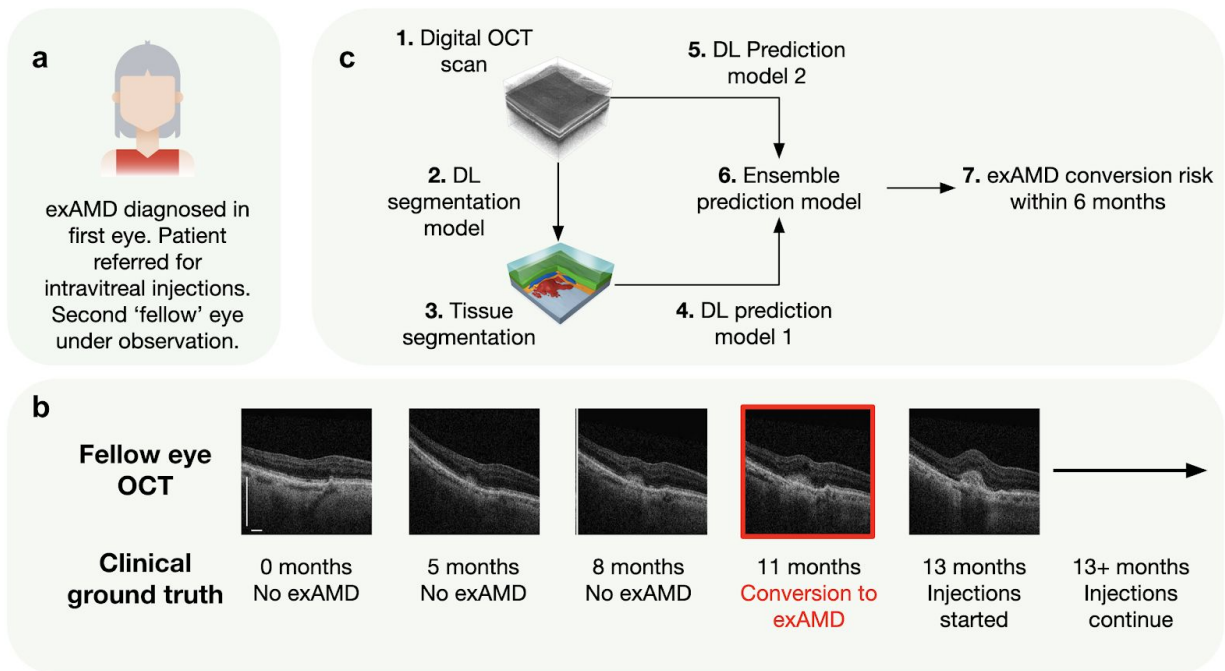 a
exAMD diagnosed in
first eye. Patient
referred for
intravitreal injections.
Second ‘fellow’ eye
under observation.
c
1. Digital OCT
scan
5. DL Prediction
model 2
2. DL
segmentation
model
6. Ensemble
prediction model
7. exAMD conversion risk
within 6 months
3. Tissue
segmentation
4. DL prediction
model 1
b
Fellow eye
OCT
Clinical
ground truth
0 months
No exAMD
5 months
No exAMD
8 months
No exAMD
11 months
Conversion to
exAMD
13 months
Injections
started
13+ months
Injections
continue